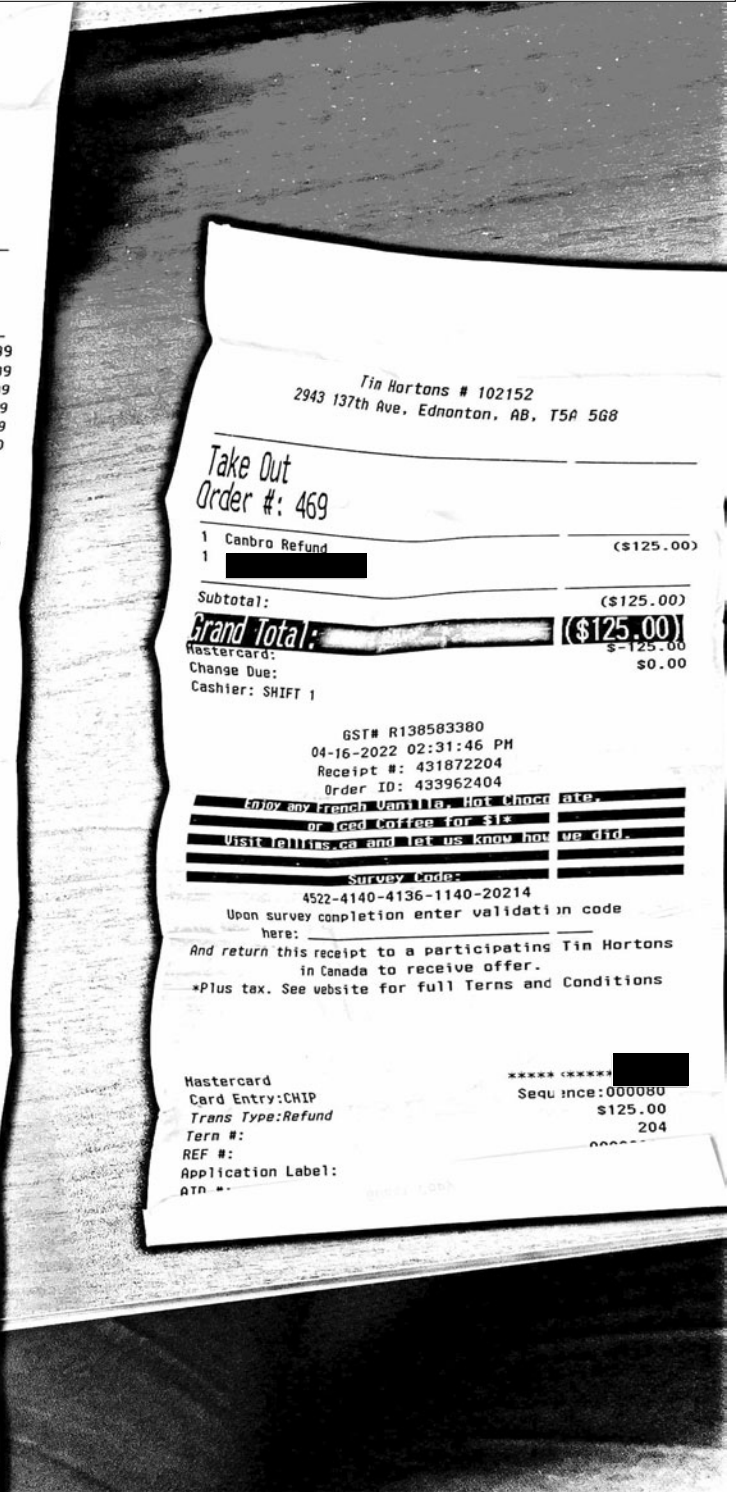 Tim Hortons # 102152
2943 137th Ave, Edmonton, AB, T5A 5G8
Take Out
Order #: 469
1 Canbro Refund ($125.00)
1
Subtotal: ($125.00)
Grand Total: ($125.00)
Mastercard: $-125.00
Change Due: $0.00
Cashier: SHIFT 1
GST# R138583380
04-16-2022 02:31:46 PM
Receipt #: 431872204
Order ID: 433962404
Enjoy any French Vanilla, Hot Chocolate,
or Iced Coffee for $1*
Visit Telltims.ca and let us know how we did.
Survey Code:
4522-4140-4136-1140-20214
Upon survey completion enter validation code
here:
And return this receipt to a participating Tim Hortons
in Canada to receive offer.
*Plus tax. See website for full Terms and Conditions
Mastercard ***** *****
Card Entry:CHIP Sequence:000080
Trans Type:Refund $125.00
Term #: 204
REF #:
Application Label:
AID #: